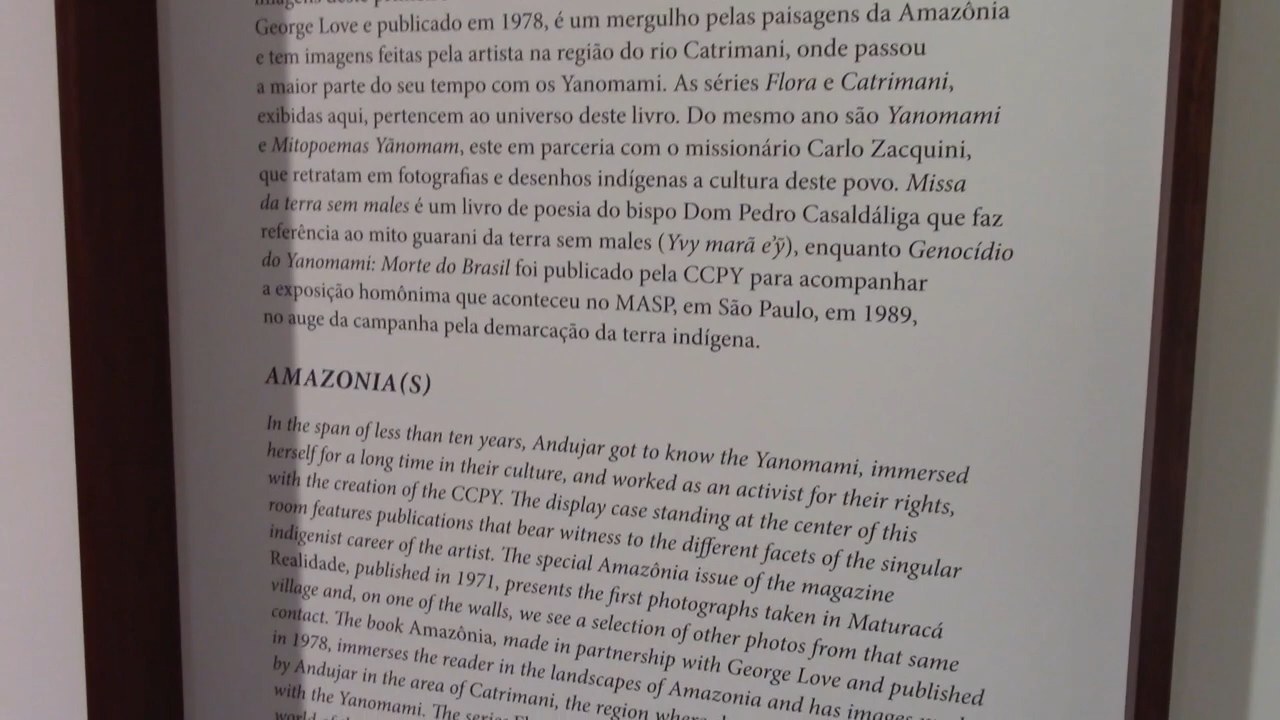 George Love e publicado em 1978, é um mergulho pelas paisagens da Amazônia
e tem imagens feitas pela artista na região do rio Catrimani, onde passou
a maior parte do seu tempo com os Yanomami. As séries Flora e Catrimani,
exibidas aqui, pertencem ao universo deste livro. Do mesmo ano são Yanomami
e Mitopoemas Yãnomam, este em parceria com o missionário Carlo Zacquini,
que retratam em fotografias e desenhos indígenas a cultura deste povo. Missa
da terra sem males é um livro de poesia do bispo Dom Pedro Casaldáliga que faz
referência ao mito guarani da terra sem males (Yvy marã e'ỹ), enquanto Genocídio
do Yanomami: Morte do Brasil foi publicado pela CCPY para acompanhar
a exposição homônima que aconteceu no MASP, em São Paulo, em 1989,
no auge da campanha pela demarcação da terra indígena.
AMAZONIA(S)
In the span of less than ten years, Andujar got to know the Yanomami, immersed
herself for a long time in their culture, and worked as an activist for their rights,
with the creation of the CCPY. The display case standing at the center of this
room features publications that bear witness to the different facets of the singular
indigenist career of the artist. The special Amazônia issue of the magazine
Realidade, published in 1971, presents the first photographs taken in Maturacá
village and, on one of the walls, we see a selection of other photos from that same
contact. The book Amazônia, made in partnership with George Love and published
in 1978, immerses the reader in the landscapes of Amazonia and has images
by Andujar in the area of Catrimani, the region
with the Yanomami. The series
world of